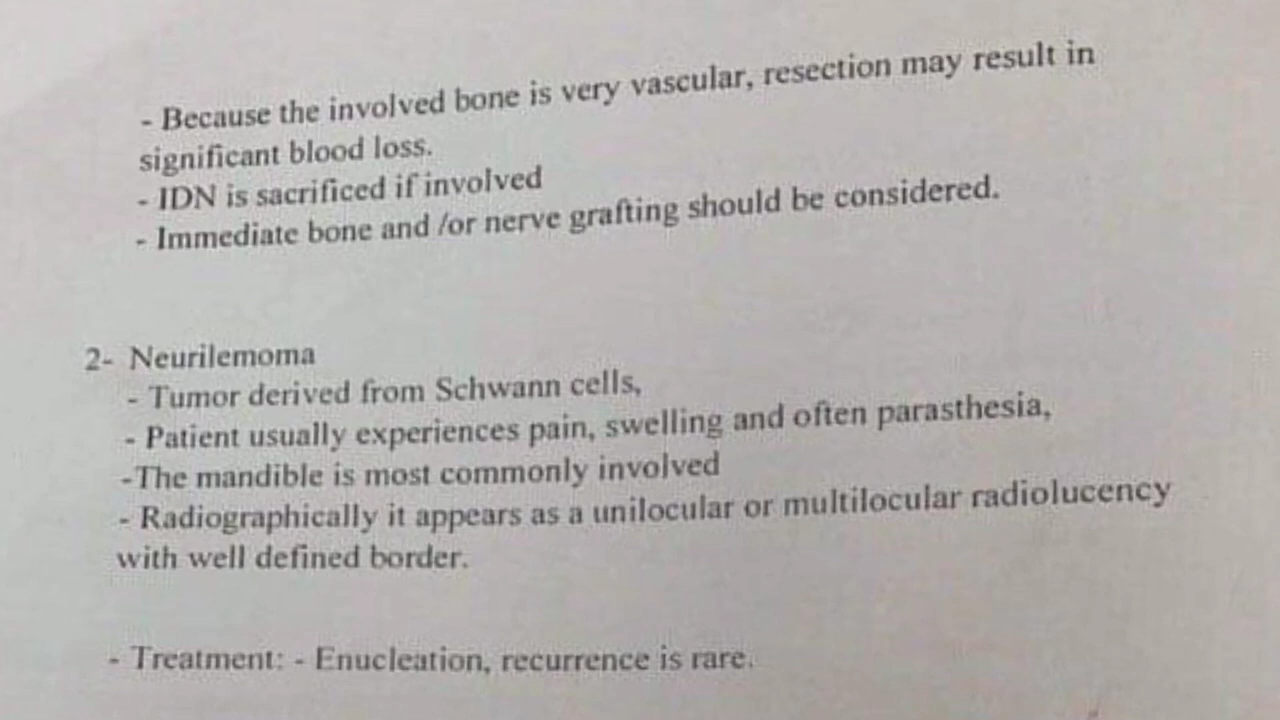 - Because the involved bone is very vascular, resection may result in
significant blood loss.
- IDN is sacrificed if involved
- Immediate bone and /or nerve grafting should be considered.
2- Neurilemoma
- Tumor derived from Schwann cells,
- Patient usually experiences pain, swelling and often parasthesia,
-The mandible is most commonly involved
- Radiographically it appears as a unilocular or multilocular radiolucency
with well defined border.
- Treatment: - Enucleation, recurrence is rare.